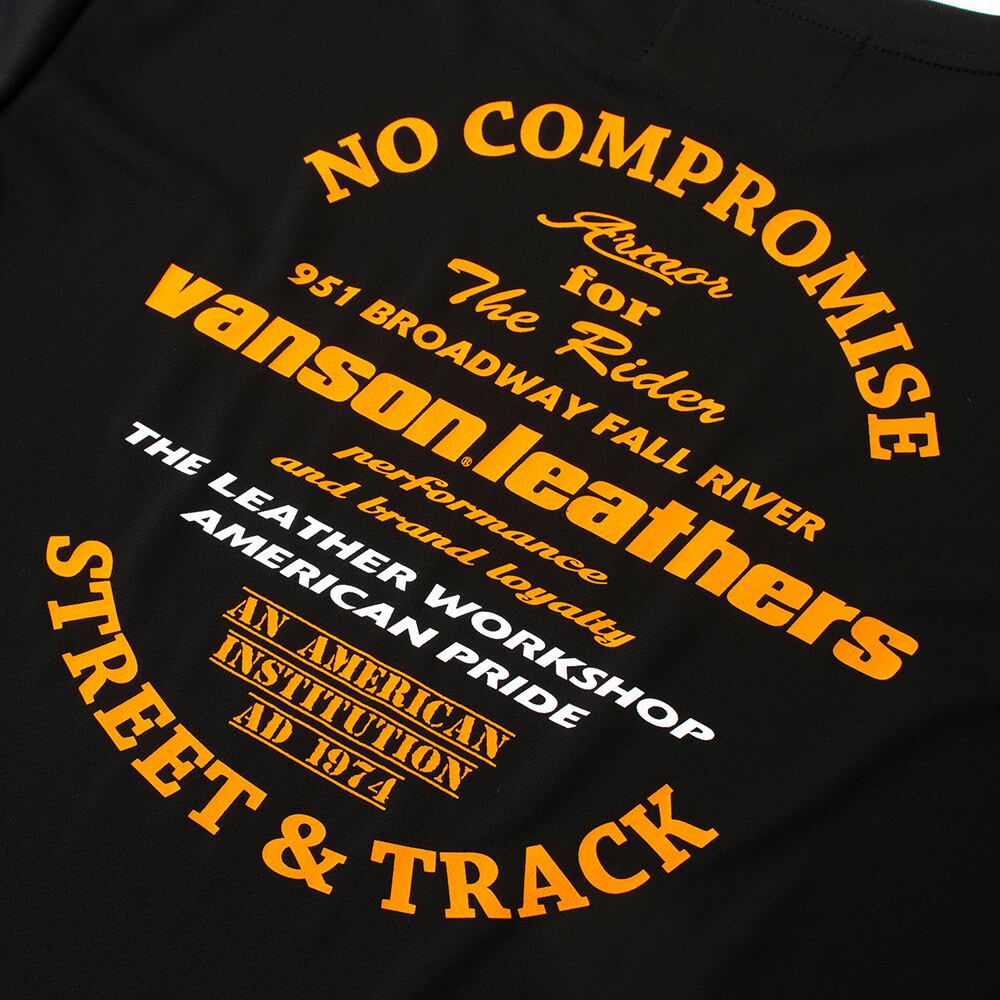 NO COMPROMISE
Armor
for
The Rider
951 BROADWAY FALL RIVER
vanson®leathers
performance
and brand loyalty
THE LEATHER WORKSHOP
AMERICAN PRIDE
AN AMERICAN
INSTITUTION
AD 1974
STREET & TRACK